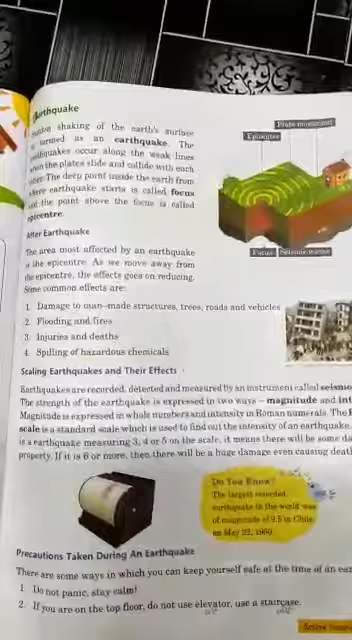 Earthquake
Sudden shaking of the earth's surface
is termed as an earthquake. The
earthquakes occur along the weak lines
when the plates slide and collide with each
other. The deep point inside the earth from
where earthquake starts is called focus
and the point above the focus is called
epicentre.
Plate movement
Epicentre
Focus
Seismic waves
After Earthquake
The area most affected by an earthquake
is the epicentre. As we move away from
the epicentre, the effects goes on reducing.
Some common effects are:
1. Damage to man-made structures, trees, roads and vehicles
2. Flooding and fires
3. Injuries and deaths
4. Spilling of hazardous chemicals
Scaling Earthquakes and Their Effects
Earthquakes are recorded, detected and measured by an instrument called seismo
The strength of the earthquake is expressed in two ways – magnitude and int
Magnitude is expressed in whole numbers and intensity in Roman numerals. The
scale is a standard scale which is used to find out the intensity of an earthquake.
is a earthquake measuring 3, 4 or 5 on the scale, it means there will be some da
property. If it is 6 or more, then there will be a huge damage even causing deat
Do You Know?
The largest recorded
earthquake in the world was
of magnitude of 9.5 in Chile
on May 22, 1960.
Precautions Taken During An Earthquake
There are some ways in which you can keep yourself safe at the time of an ear
1. Do not panic, stay calm!
2. If you are on the top floor, do not use elevator, use a staircase.
Active